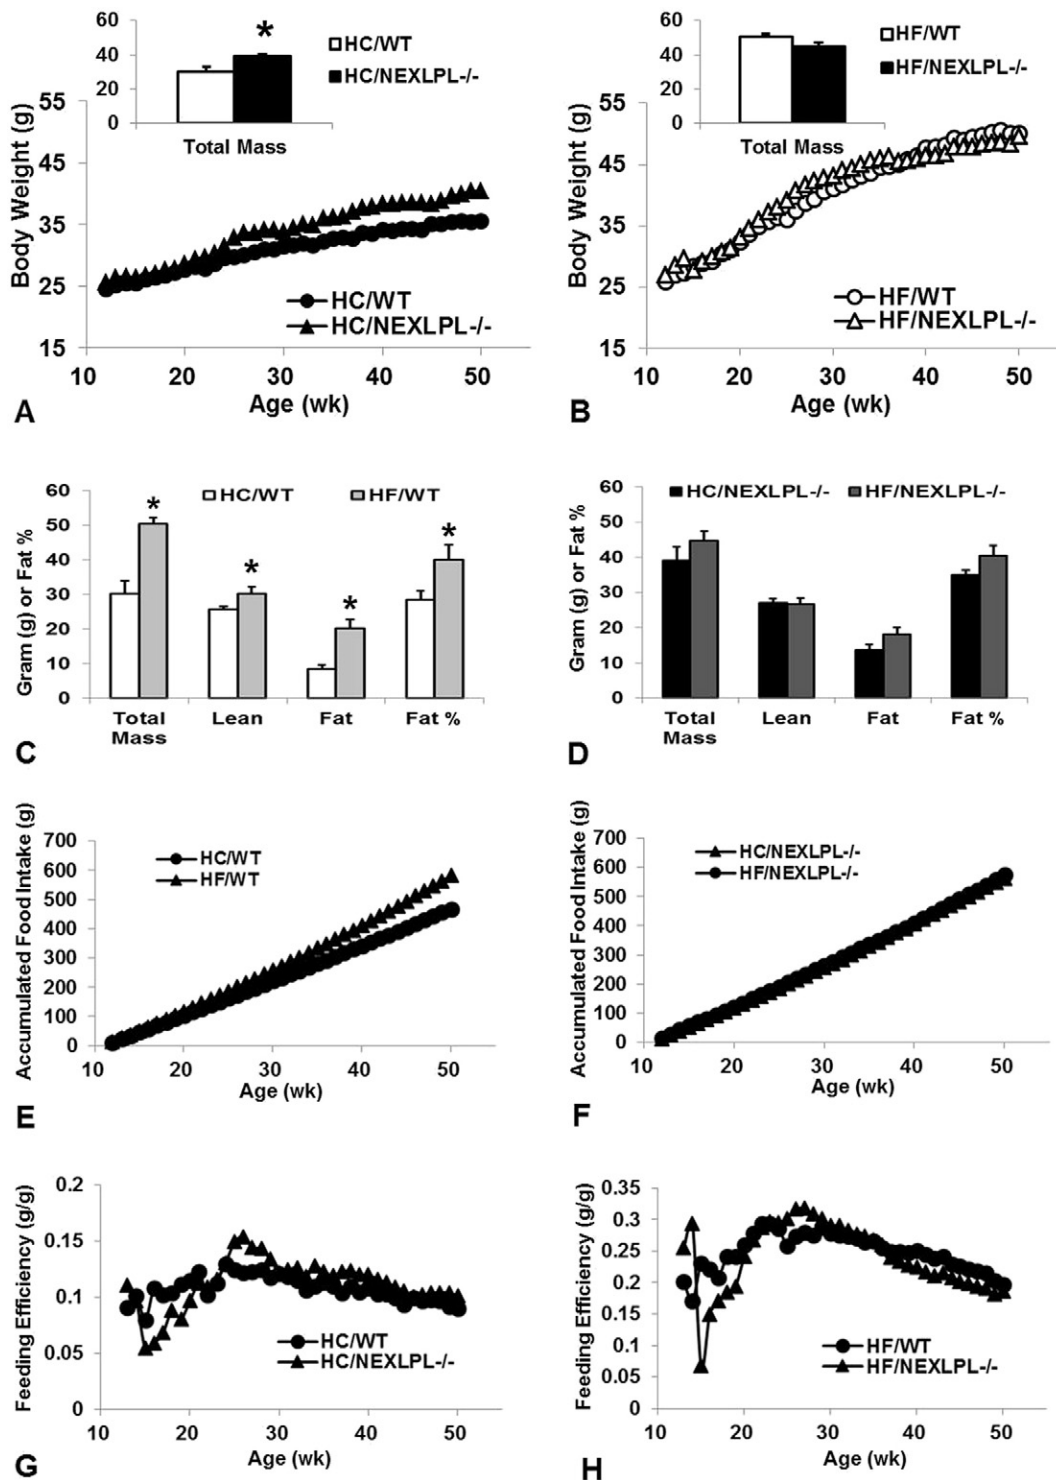 60
40
20
0
*
HC/WT
HC/NEXLPL-/-
Total Mass
55
45
35
25
15
Body Weight (g)
HC/WT
HC/NEXLPL-/-
10 20 30 40 50
Age (wk)
A
60
40
20
0
HF/WT
HF/NEXLPL-/-
Total Mass
55
45
35
25
15
Body Weight (g)
HF/WT
HF/NEXLPL-/-
10 20 30 40 50
Age (wk)
B
60
50
40
30
20
10
0
Gram (g) or Fat %
HC/WT HF/WT
* * * *
Total Mass Lean Fat Fat %
C
60
50
40
30
20
10
0
Gram (g) or Fat %
HC/NEXLPL-/- HF/NEXLPL-/-
Total Mass Lean Fat Fat %
D
700
600
500
400
300
200
100
0
Accumulated Food Intake (g)
HC/WT
HF/WT
10 20 30 40 50
Age (wk)
E
700
600
500
400
300
200
100
0
Accumulated Food Intake (g)
HC/NEXLPL-/-
HF/NEXLPL-/-
10 20 30 40 50
Age (wk)
F
0.2
0.15
0.1
0.05
0
Feeding Efficiency (g/g)
HC/WT
HC/NEXLPL-/-
10 20 30 40 50
Age (wk)
G
0.35
0.3
0.25
0.2
0.15
0.1
0.05
0
Feeding Efficiency (g/g)
HF/WT
HF/NEXLPL-/-
10 20 30 40 50
Age (wk)
H